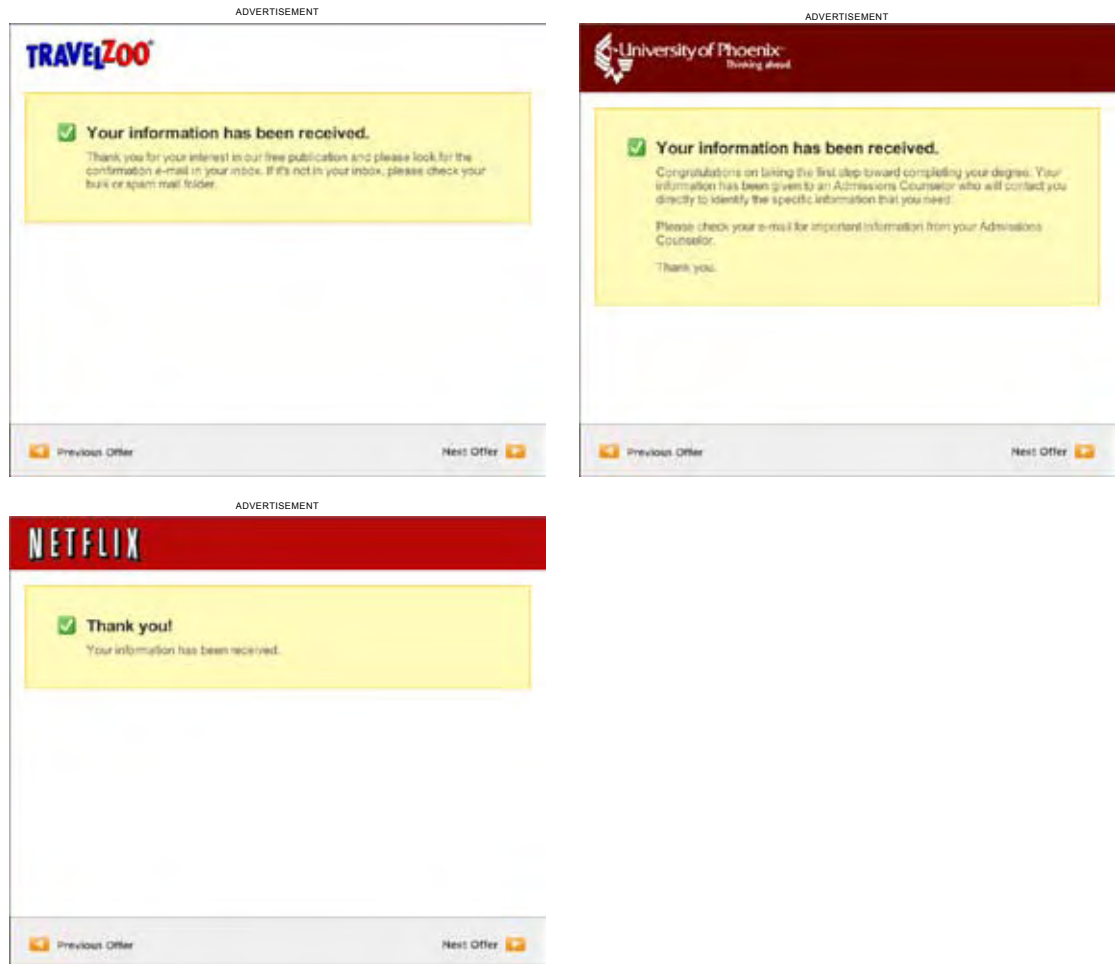 ADVERTISEMENT
TRAVELZOO®
Your information has been received.
Thank you for your interest in our free publication and please look for the
confirmation e-mail in your inbox. If it's not in your inbox, please check your
bulk or spam mail folder.
Previous Offer
Next Offer
ADVERTISEMENT
University of Phoenix
Thinking ahead.
Your information has been received.
Congratulations on taking the first step toward completing your degree. Your
information has been given to an Admissions Counselor who will contact you
directly to identify the specific information that you need.
Please check your e-mail for important information from your Admissions
Counselor.
Thank you.
Previous Offer
Next Offer
ADVERTISEMENT
NETFLIX
Thank you!
Your information has been received.
Previous Offer
Next Offer